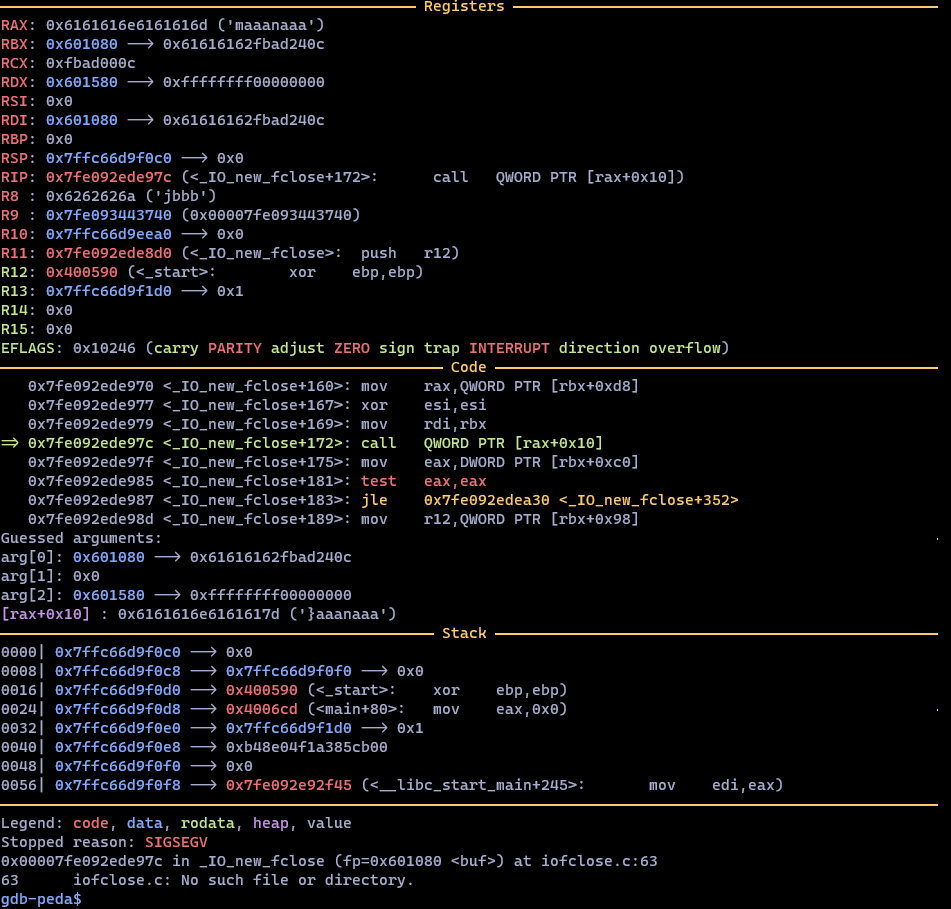 Registers
RAX: 0x6161616e6161616d ('maaanaaa')
RBX: 0x601080 --> 0x61616162fbad240c
RCX: 0xfbad000c
RDX: 0x601580 --> 0xffffffff00000000
RSI: 0x0
RDI: 0x601080 --> 0x61616162fbad240c
RBP: 0x0
RSP: 0x7ffc66d9f0c0 --> 0x0
RIP: 0x7fe092ede97c (<_IO_new_fclose+172>: call QWORD PTR [rax+0x10])
R8 : 0x6262626a ('jbbb')
R9 : 0x7fe093443740 (0x00007fe093443740)
R10: 0x7ffc66d9eea0 --> 0x0
R11: 0x7fe092ede8d0 (<_IO_new_fclose>: push r12)
R12: 0x400590 (<_start>: xor ebp,ebp)
R13: 0x7ffc66d9f1d0 --> 0x1
R14: 0x0
R15: 0x0
EFLAGS: 0x10246 (carry PARITY adjust ZERO sign trap INTERRUPT direction overflow)
Code
0x7fe092ede970 <_IO_new_fclose+160>: mov rax,QWORD PTR [rbx+0xd8]
0x7fe092ede977 <_IO_new_fclose+167>: xor esi,esi
0x7fe092ede979 <_IO_new_fclose+169>: mov rdi,rbx
=> 0x7fe092ede97c <_IO_new_fclose+172>: call QWORD PTR [rax+0x10]
0x7fe092ede97f <_IO_new_fclose+175>: mov eax,DWORD PTR [rbx+0xc0]
0x7fe092ede985 <_IO_new_fclose+181>: test eax,eax
0x7fe092ede987 <_IO_new_fclose+183>: jle 0x7fe092edea30 <_IO_new_fclose+352>
0x7fe092ede98d <_IO_new_fclose+189>: mov r12,QWORD PTR [rbx+0x98]
Guessed arguments:
arg[0]: 0x601080 --> 0x61616162fbad240c
arg[1]: 0x0
arg[2]: 0x601580 --> 0xffffffff00000000
[rax+0x10] : 0x6161616e6161617d ('}aaanaaa')
Stack
0000| 0x7ffc66d9f0c0 --> 0x0
0008| 0x7ffc66d9f0c8 --> 0x7ffc66d9f0f0 --> 0x0
0016| 0x7ffc66d9f0d0 --> 0x400590 (<_start>: xor ebp,ebp)
0024| 0x7ffc66d9f0d8 --> 0x4006cd (<main+80>: mov eax,0x0)
0032| 0x7ffc66d9f0e0 --> 0x7ffc66d9f1d0 --> 0x1
0040| 0x7ffc66d9f0e8 --> 0xb48e04f1a385cb00
0048| 0x7ffc66d9f0f0 --> 0x0
0056| 0x7ffc66d9f0f8 --> 0x7fe092e92f45 (<__libc_start_main+245>: mov edi,eax)
Legend: code, data, rodata, heap, value
Stopped reason: SIGSEGV
0x00007fe092ede97c in _IO_new_fclose (fp=0x601080 <buf>) at iofclose.c:63
63 iofclose.c: No such file or directory.
gdb-peda$